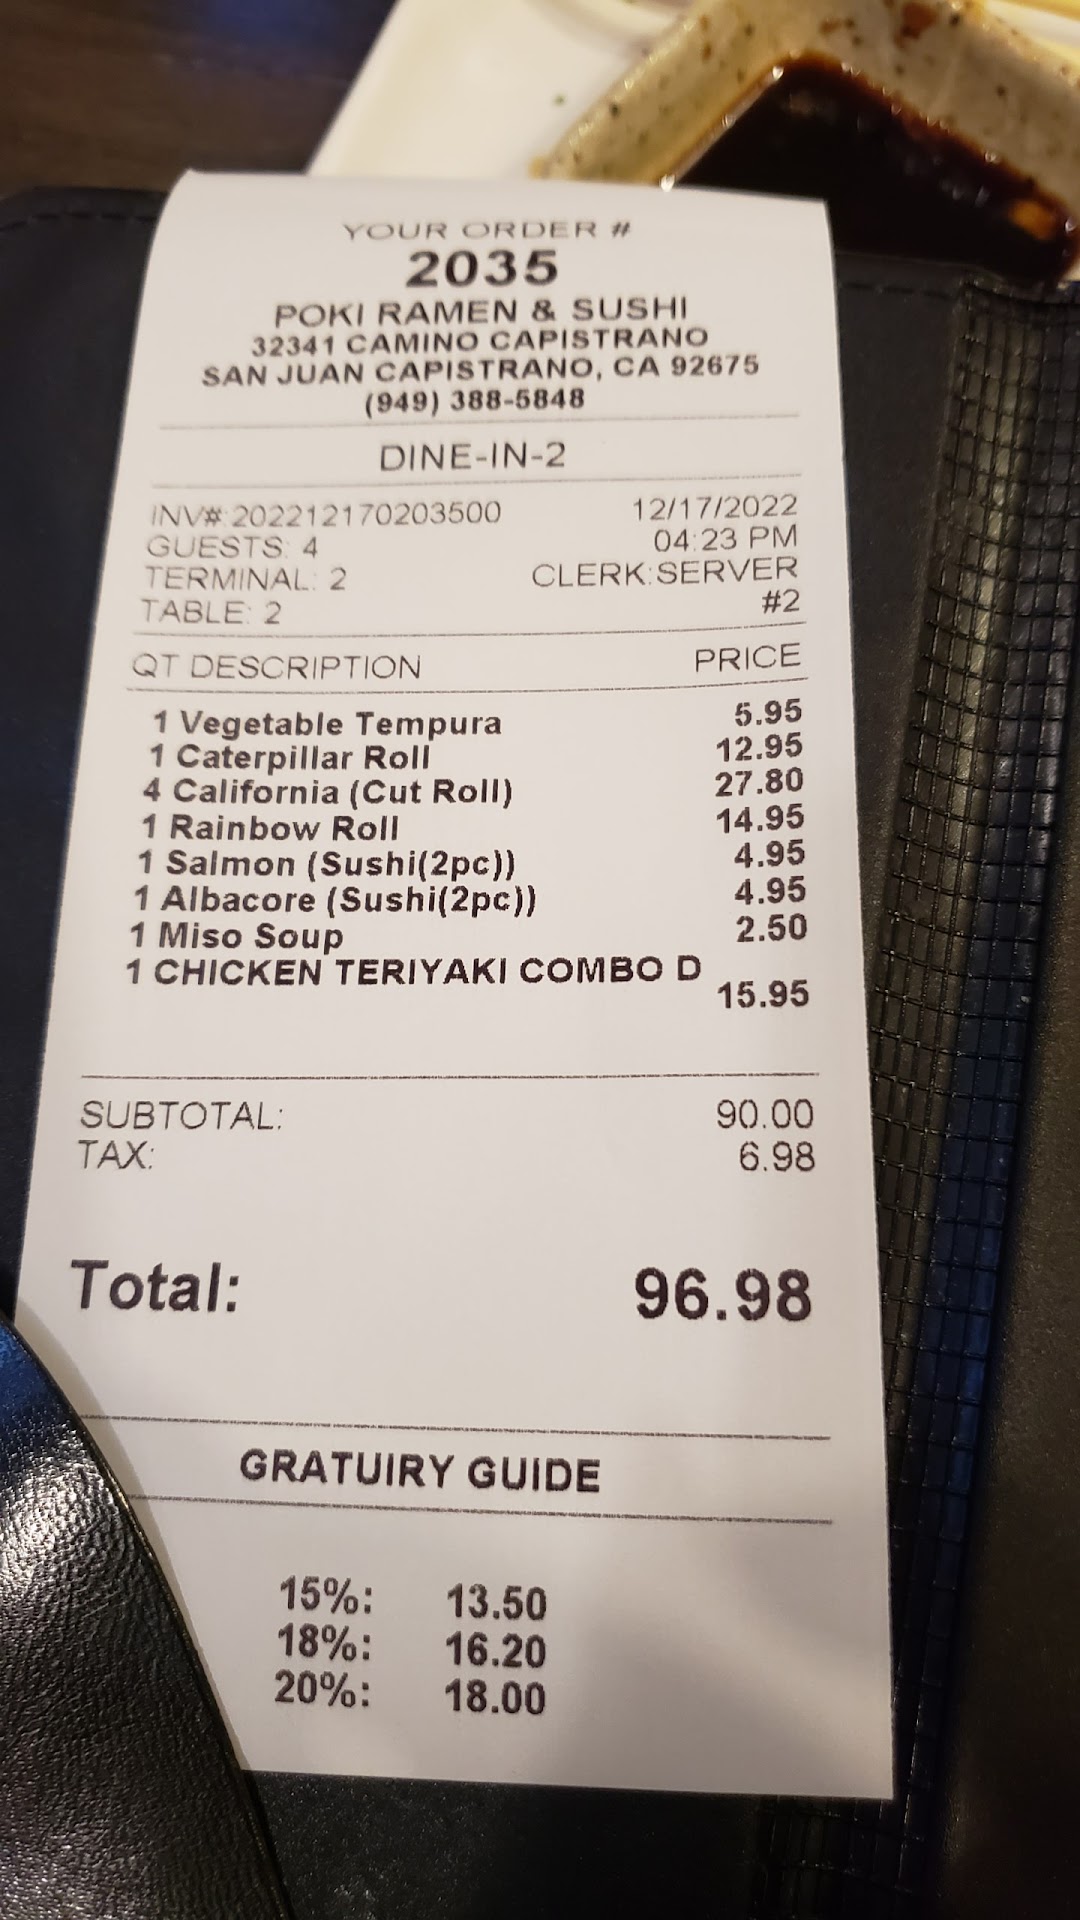 YOUR ORDER #
2035
POKI RAMEN & SUSHI
32341 CAMINO CAPISTRANO
SAN JUAN CAPISTRANO, CA 92675
(949) 388-5848
DINE-IN-2
INV#:202212170203500 12/17/2022
GUESTS: 4 04:23 PM
TERMINAL: 2 CLERK:SERVER
TABLE: 2 #2
QT DESCRIPTION PRICE
1 Vegetable Tempura 5.95
1 Caterpillar Roll 12.95
4 California (Cut Roll) 27.80
1 Rainbow Roll 14.95
1 Salmon (Sushi(2pc)) 4.95
1 Albacore (Sushi(2pc)) 4.95
1 Miso Soup 2.50
1 CHICKEN TERIYAKI COMBO D
15.95
SUBTOTAL: 90.00
TAX: 6.98
Total: 96.98
GRATUIRY GUIDE
15%: 13.50
18%: 16.20
20%: 18.00